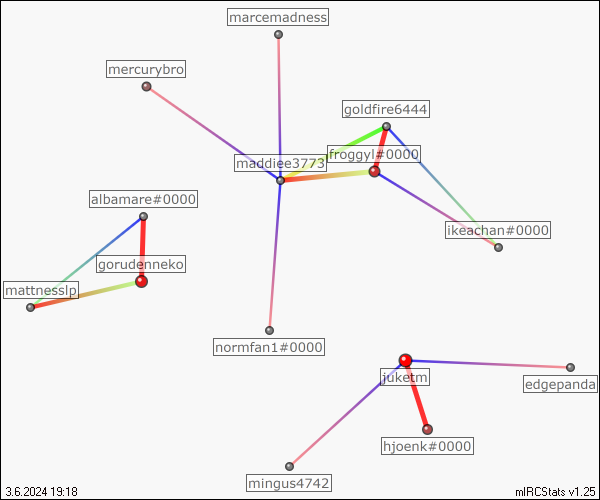 marcemadness
mercurybro
goldfire6444
froggyl#0000
maddiee3773
albamare#0000
ikeachan#0000
gorudenneko
mattnesslp
normfan1#0000
juketm
edgepanda
hjoenk#0000
mingus4742
3.6.2024 19:18
mIRCStats v1.25